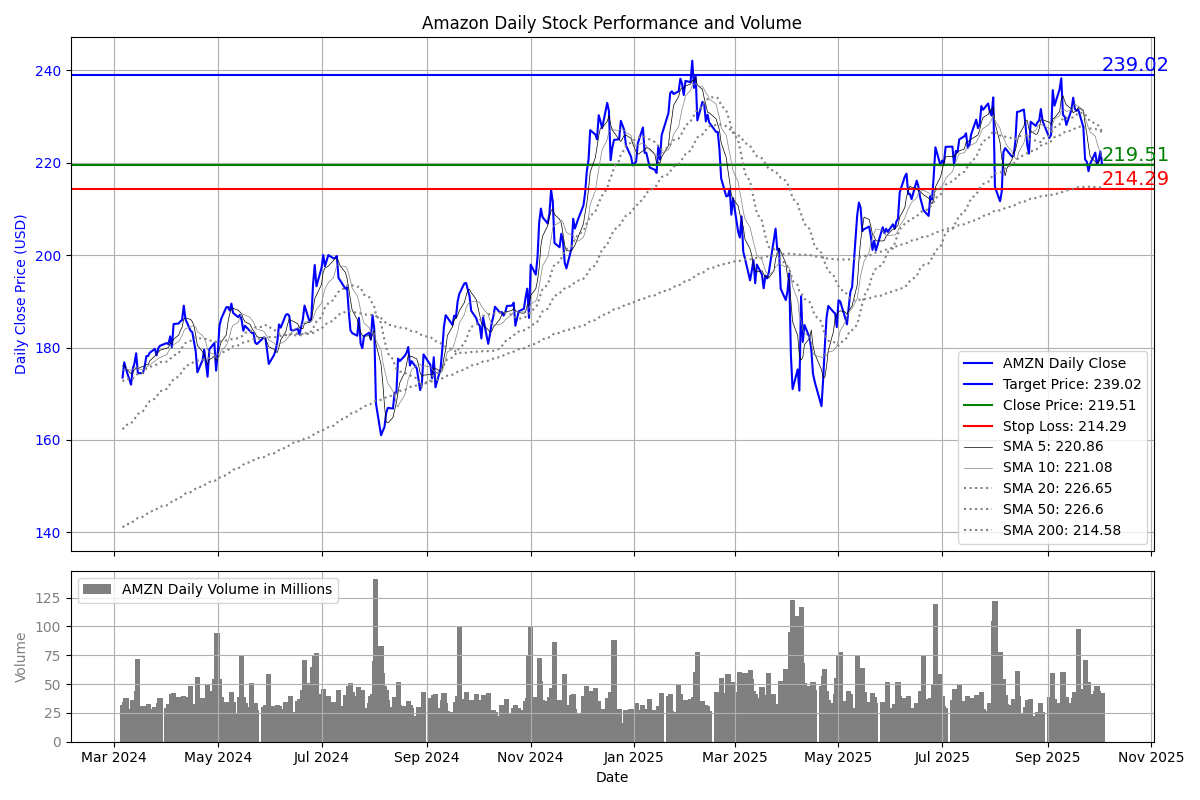 Amazon Daily Stock Performance and Volume
Daily Close Price (USD)
240
220
200
180
160
140
239.02
219.51
214.29
AMZN Daily Close
Target Price: 239.02
Close Price: 219.51
Stop Loss: 214.29
SMA 5: 220.86
SMA 10: 221.08
SMA 20: 226.65
SMA 50: 226.6
SMA 200: 214.58
Volume
125
100
75
50
25
0
AMZN Daily Volume in Millions
Mar 2024 May 2024 Jul 2024 Sep 2024 Nov 2024 Jan 2025 Mar 2025 May 2025 Jul 2025 Sep 2025 Nov 2025
Date